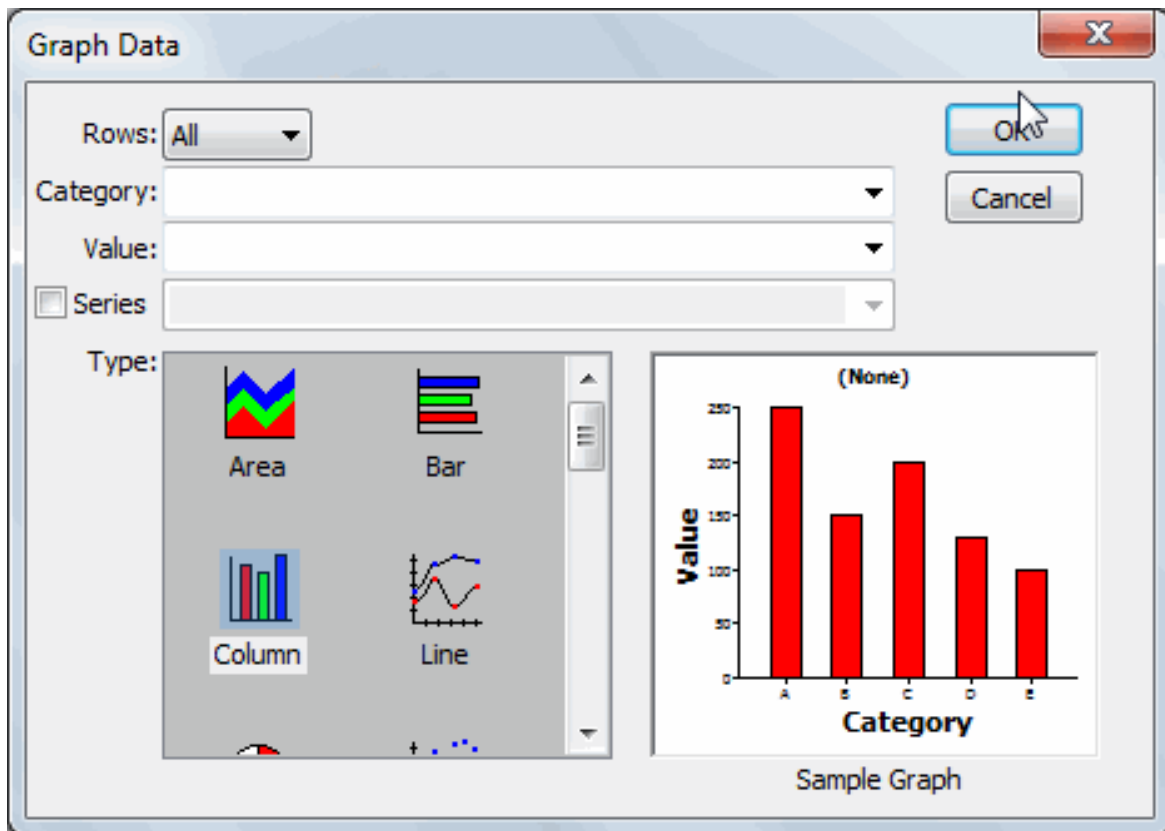 Graph Data
Rows: All
OK
Category:
Cancel
Value:
Series
Type:
Area
Bar
Column
Line
(None)
250
200
150
100
50
0
Value
A B C D E
Category
Sample Graph